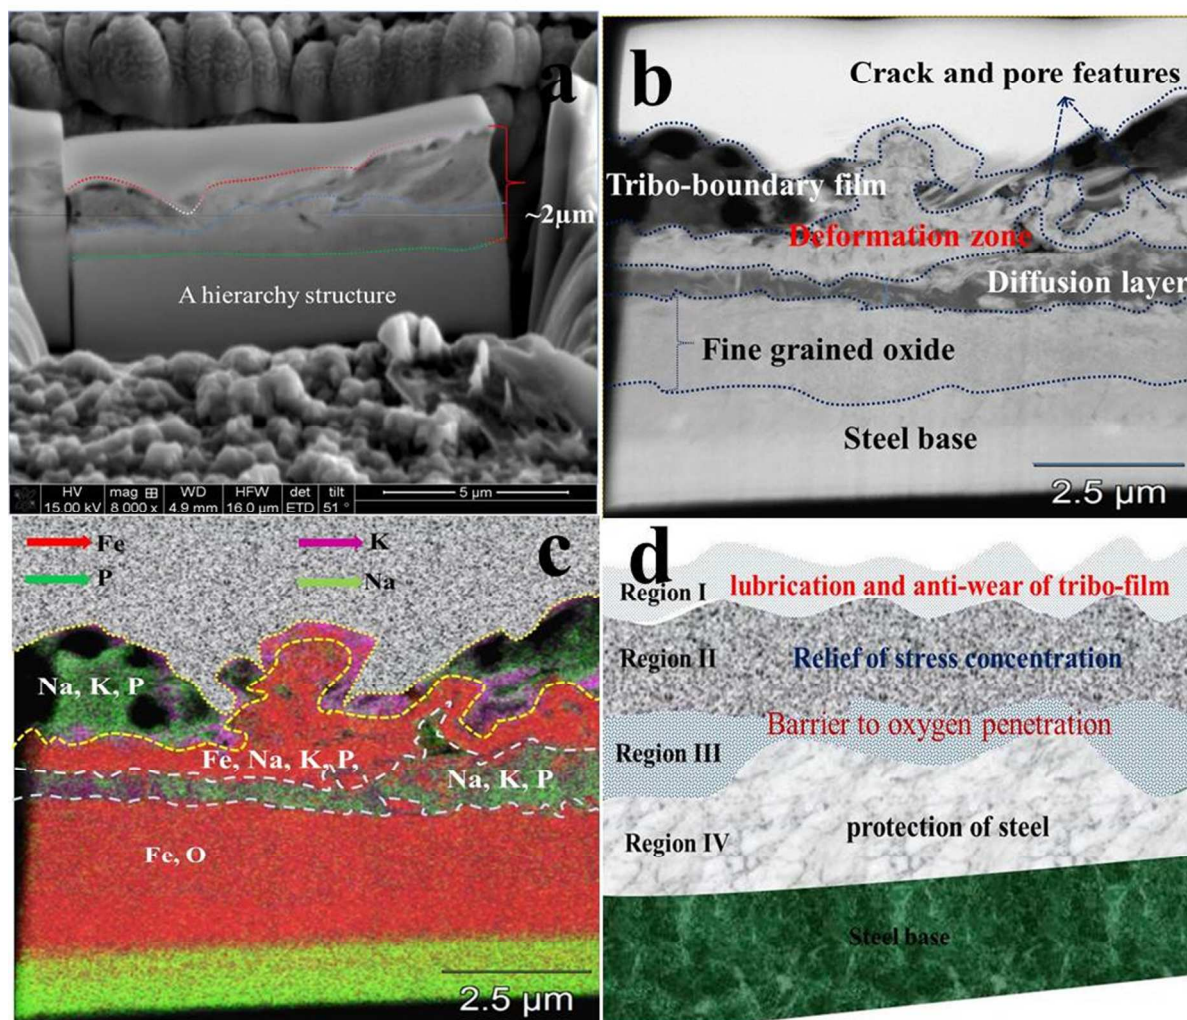 a
~2µm
A hierarchy structure
HV mag ⊞ WD HFW det tilt
15.00 kV 8 000 x 4.9 mm 16.0 µm ETD 51 °
5 µm
b
Crack and pore features
Tribo-boundary film
Deformation zone
Diffusion layer
Fine grained oxide
Steel base
2.5 µm
c
Fe
K
P
Na
Na, K, P
Fe, Na, K, P,
Na, K, P
Fe, O
2.5 µm
d
Region I
lubrication and anti-wear of tribo-film
Region II
Relief of stress concentration
Barrier to oxygen penetration
Region III
protection of steel
Region IV
Steel base